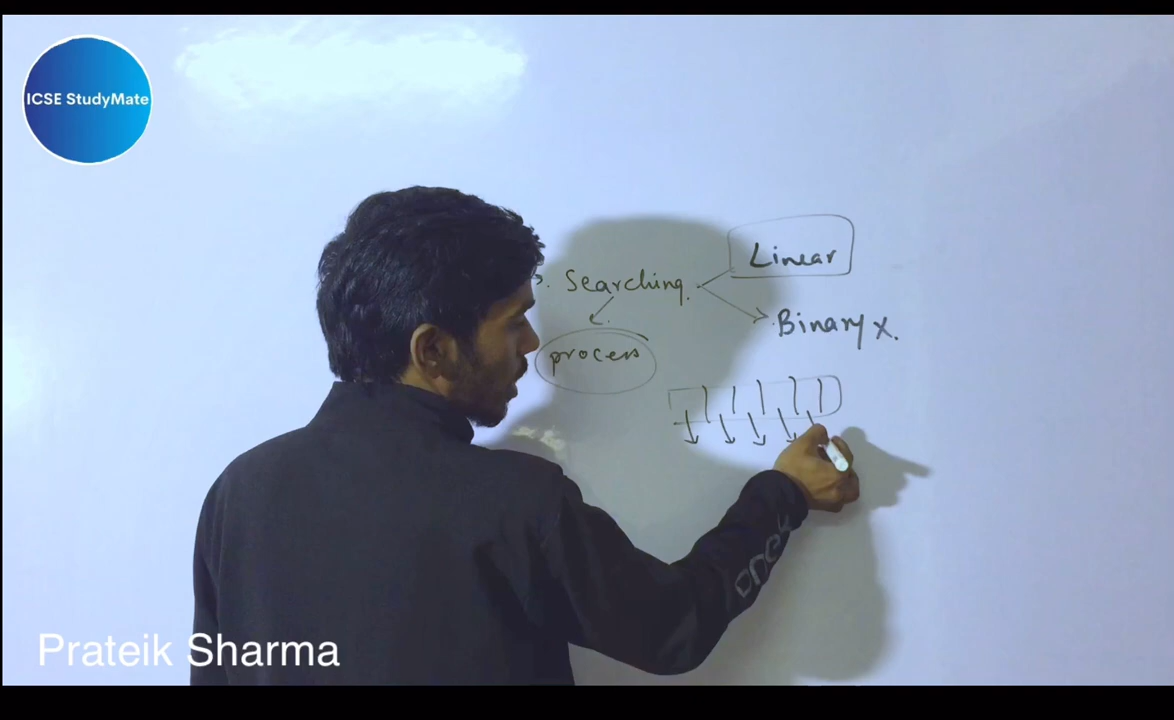 ICSE StudyMate
Linear
Searching.
Binary x.
process
Prateik Sharma